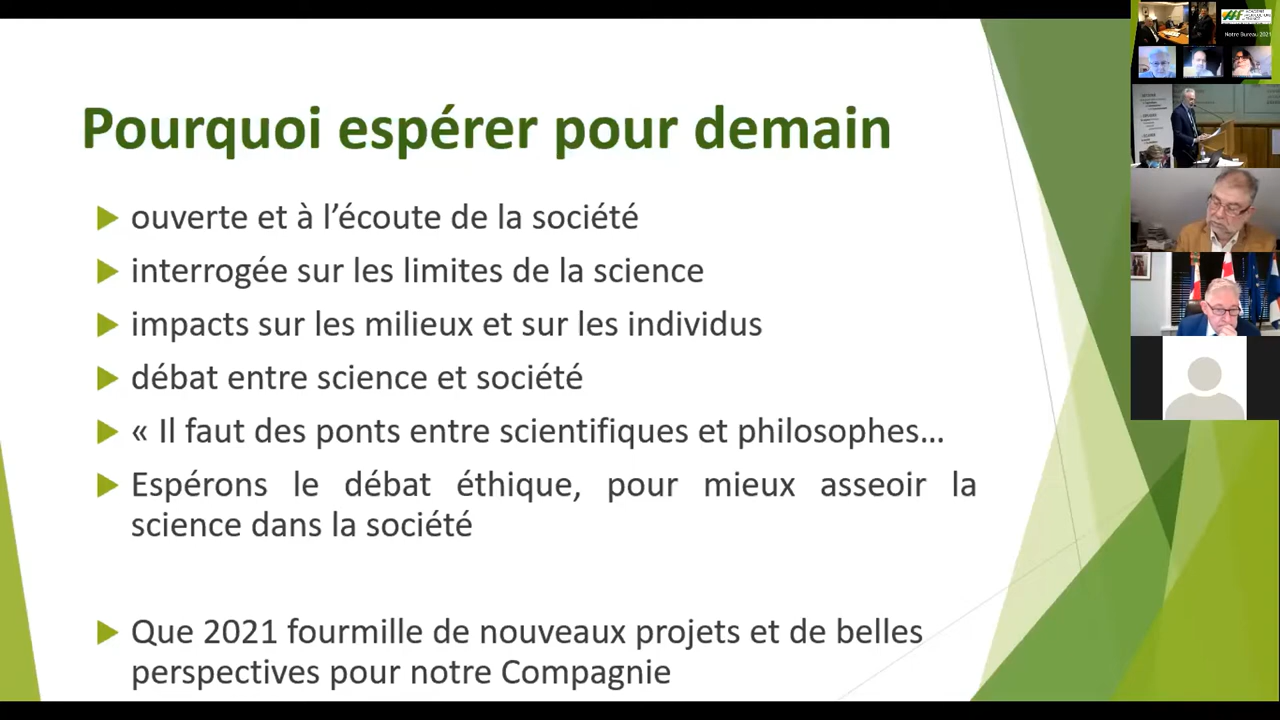 Pourquoi espérer pour demain
ouverte et à l’écoute de la société
interrogée sur les limites de la science
impacts sur les milieux et sur les individus
débat entre science et société
« Il faut des ponts entre scientifiques et philosophes…
Espérons le débat éthique, pour mieux asseoir la
science dans la société
Que 2021 fourmille de nouveaux projets et de belles
perspectives pour notre Compagnie
Notre Bureau 2021